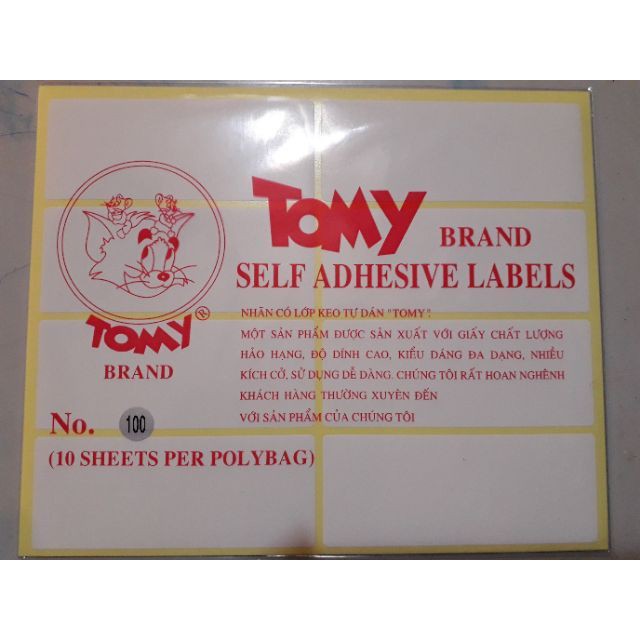 TOMY BRAND
SELF ADHESIVE LABELS
TOMY ®
BRAND
NHÃN CÓ LỚP KEO TỰ DÁN "TOMY".
MỘT SẢN PHẨM ĐƯỢC SẢN XUẤT VỚI GIẤY CHẤT LƯỢNG
HẢO HẠNG, ĐỘ DÍNH CAO, KIỂU DÁNG ĐA DẠNG, NHIỀU
KÍCH CỞ, SỬ DỤNG DỄ DÀNG. CHÚNG TÔI RẤT HOAN NGHÊNH
KHÁCH HÀNG THƯỜNG XUYÊN ĐẾN
VỚI SẢN PHẨM CỦA CHÚNG TÔI
No. 100
(10 SHEETS PER POLYBAG)